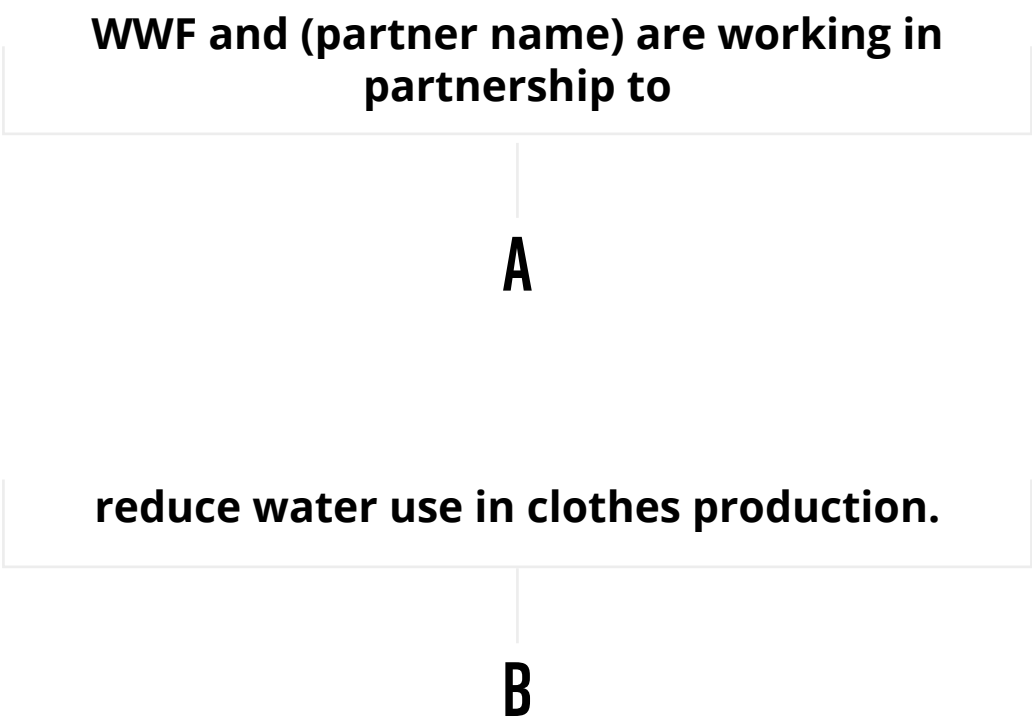 WWF and (partner name) are working in
partnership to
A
reduce water use in clothes production.
B